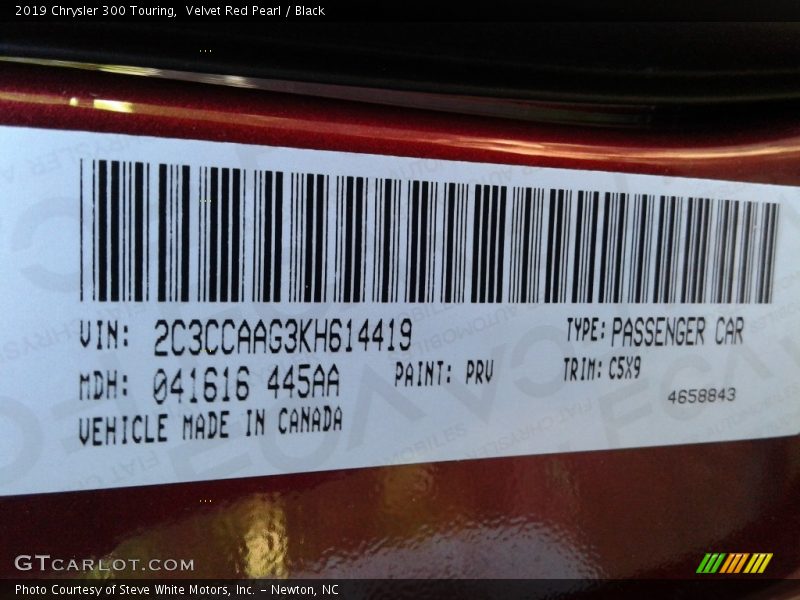 2019 Chrysler 300 Touring,  Velvet Red Pearl / Black
VIN: 2C3CCAAG3KH614419 TYPE: PASSENGER CAR
MDH: 041616 445AA PAINT: PRV TRIM: C5X9
VEHICLE MADE IN CANADA 4658843
GTCARLOT.COM
Photo Courtesy of Steve White Motors, Inc. - Newton, NC